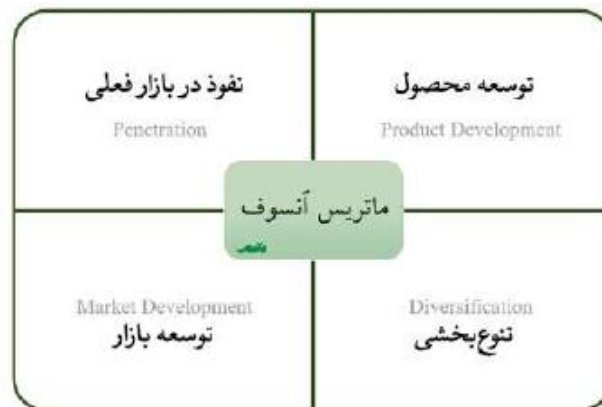 نفوذ در بازار فعلی
Penetration
توسعه محصول
Product Development
ماتریس آنسوف
Market Development
توسعه بازار
Diversification
تنوع‌بخشی